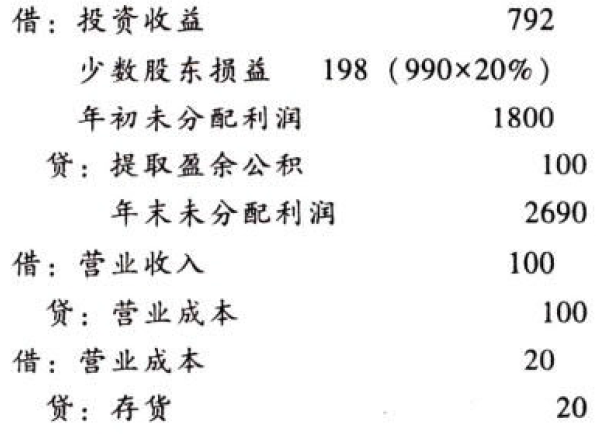 借：投资收益 792
少数股东损益 198（990×20%）
年初未分配利润 1800
贷：提取盈余公积 100
年末未分配利润 2690
借：营业收入 100
贷：营业成本 100
借：营业成本 20
贷：存货 20